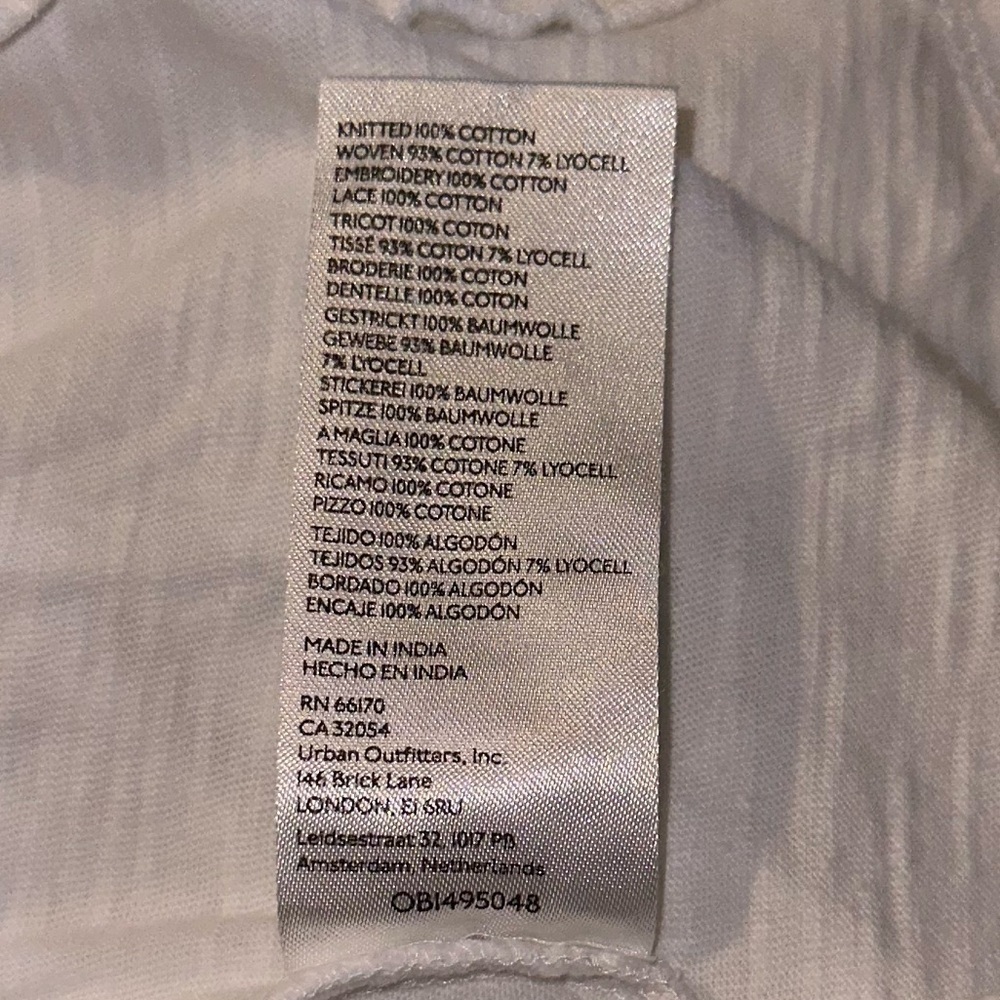 KNITTED 100% COTTON
WOVEN 93% COTTON 7% LYOCELL
EMBROIDERY 100% COTTON
LACE 100% COTTON
TRICOT 100% COTON
TISSÉ 93% COTON 7% LYOCELL
BRODERIE 100% COTON
DENTELLE 100% COTON
GESTRICKT 100% BAUMWOLLE
GEWEBE 93% BAUMWOLLE
7% LYOCELL
STICKEREI 100% BAUMWOLLE
SPITZE 100% BAUMWOLLE
A MAGLIA 100% COTONE
TESSUTI 93% COTONE 7% LYOCELL
RICAMO 100% COTONE
PIZZO 100% COTONE
TEJIDO 100% ALGODÓN
TEJIDOS 93% ALGODÓN 7% LYOCELL
BORDADO 100% ALGODÓN
ENCAJE 100% ALGODÓN
MADE IN INDIA
HECHO EN INDIA
RN 66170
CA 32054
Urban Outfitters, Inc.
146 Brick Lane
LONDON, E1 6RU
Leidsestraat 32, 1017 PB
Amsterdam, Netherlands
OB1495048